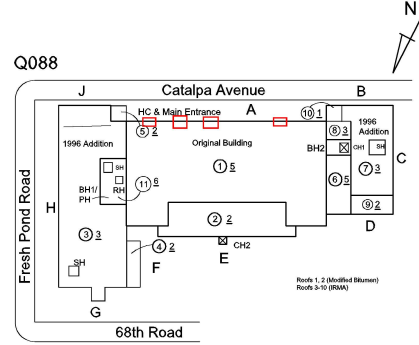 N
Q088
J
Catalpa Avenue
B
HC & Main Entrance
A
10 1
5 2
1996 Addition
Original Building
8 3
1996
Addition
BH2
CH1
SH
C
SH
1 5
BH1/
PH
RH
11 6
6 5
7 3
H
Fresh Pond Road
2 2
9 2
D
3 3
4 2
CH2
F
E
SH
Roofs 1, 2 (Modified Bitumen)
Roofs 3-10 (IRMA)
G
68th Road